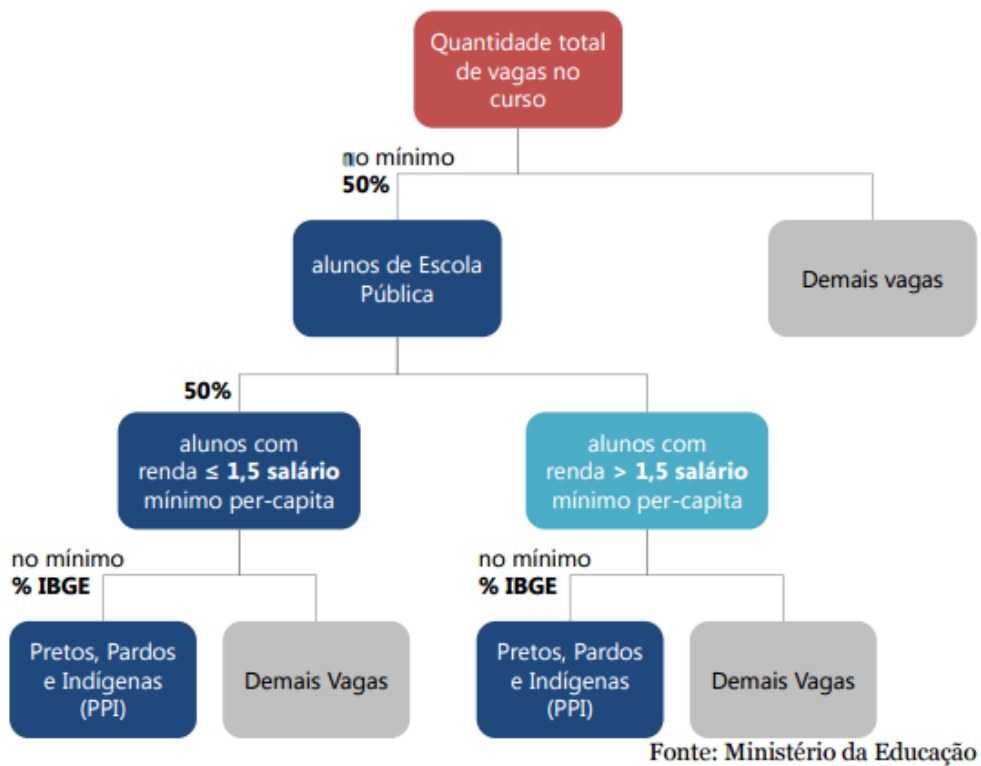 Quantidade total
de vagas no
curso
no mínimo
50%
alunos de Escola
Pública
Demais vagas
50%
alunos com
renda ≤ 1,5 salário
mínimo per-capita
alunos com
renda > 1,5 salário
mínimo per-capita
no mínimo
% IBGE
no mínimo
% IBGE
Pretos, Pardos
e Indígenas
(PPI)
Demais Vagas
Pretos, Pardos
e Indígenas
(PPI)
Demais Vagas
Fonte: Ministério da Educação